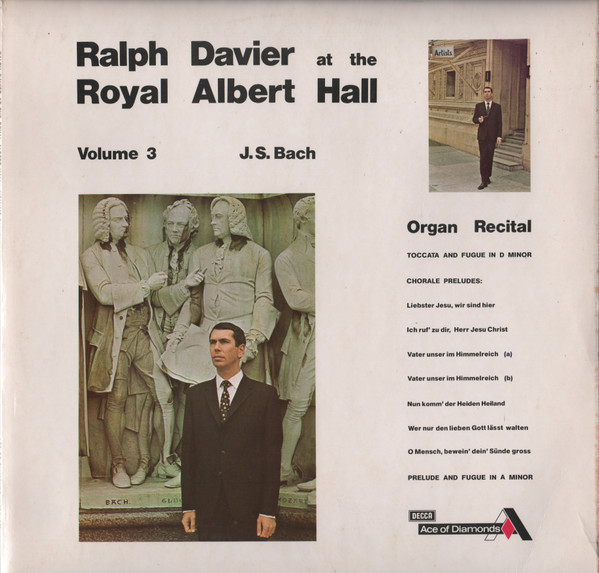 Ralph Davier at the
Royal Albert Hall
Volume 3 J.S. Bach
Artists
Organ Recital
TOCCATA AND FUGUE IN D MINOR
CHORALE PRELUDES:
Liebster Jesu, wir sind hier
Ich ruf' zu dir, Herr Jesu Christ
Vater unser im Himmelreich (a)
Vater unser im Himmelreich (b)
Nun komm' der Heiden Heiland
Wer nur den lieben Gott lässt walten
O Mensch, bewein' dein' Sünde gross
PRELUDE AND FUGUE IN A MINOR
BACH
DECCA
Ace of Diamonds